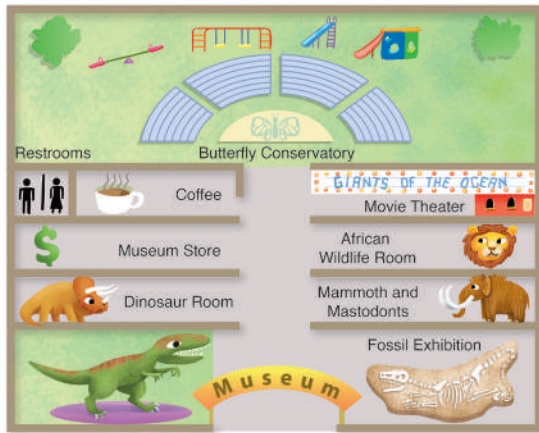 Restrooms
Butterfly Conservatory
Coffee
GIANTS OF THE OCEAN
Movie Theater
$
Museum Store
African
Wildlife Room
Dinosaur Room
Mammoth and
Mastodonts
Fossil Exhibition
Museum